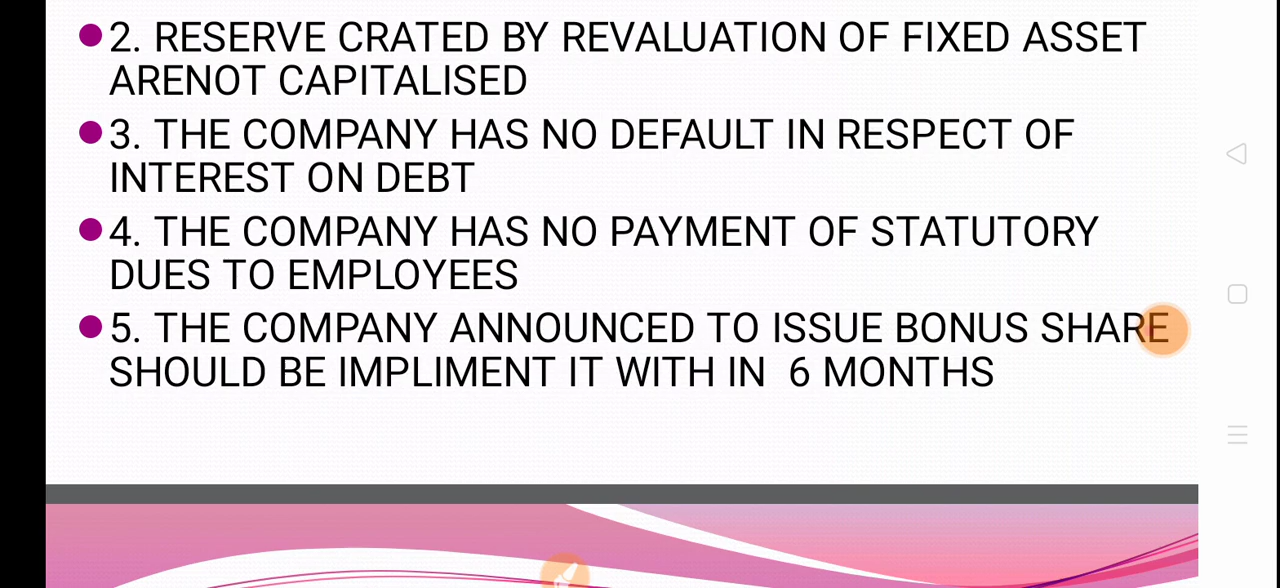 2. RESERVE CRATED BY REVALUATION OF FIXED ASSET
ARENOT CAPITALISED
3. THE COMPANY HAS NO DEFAULT IN RESPECT OF
INTEREST ON DEBT
4. THE COMPANY HAS NO PAYMENT OF STATUTORY
DUES TO EMPLOYEES
5. THE COMPANY ANNOUNCED TO ISSUE BONUS SHARE
SHOULD BE IMPLIMENT IT WITH IN 6 MONTHS